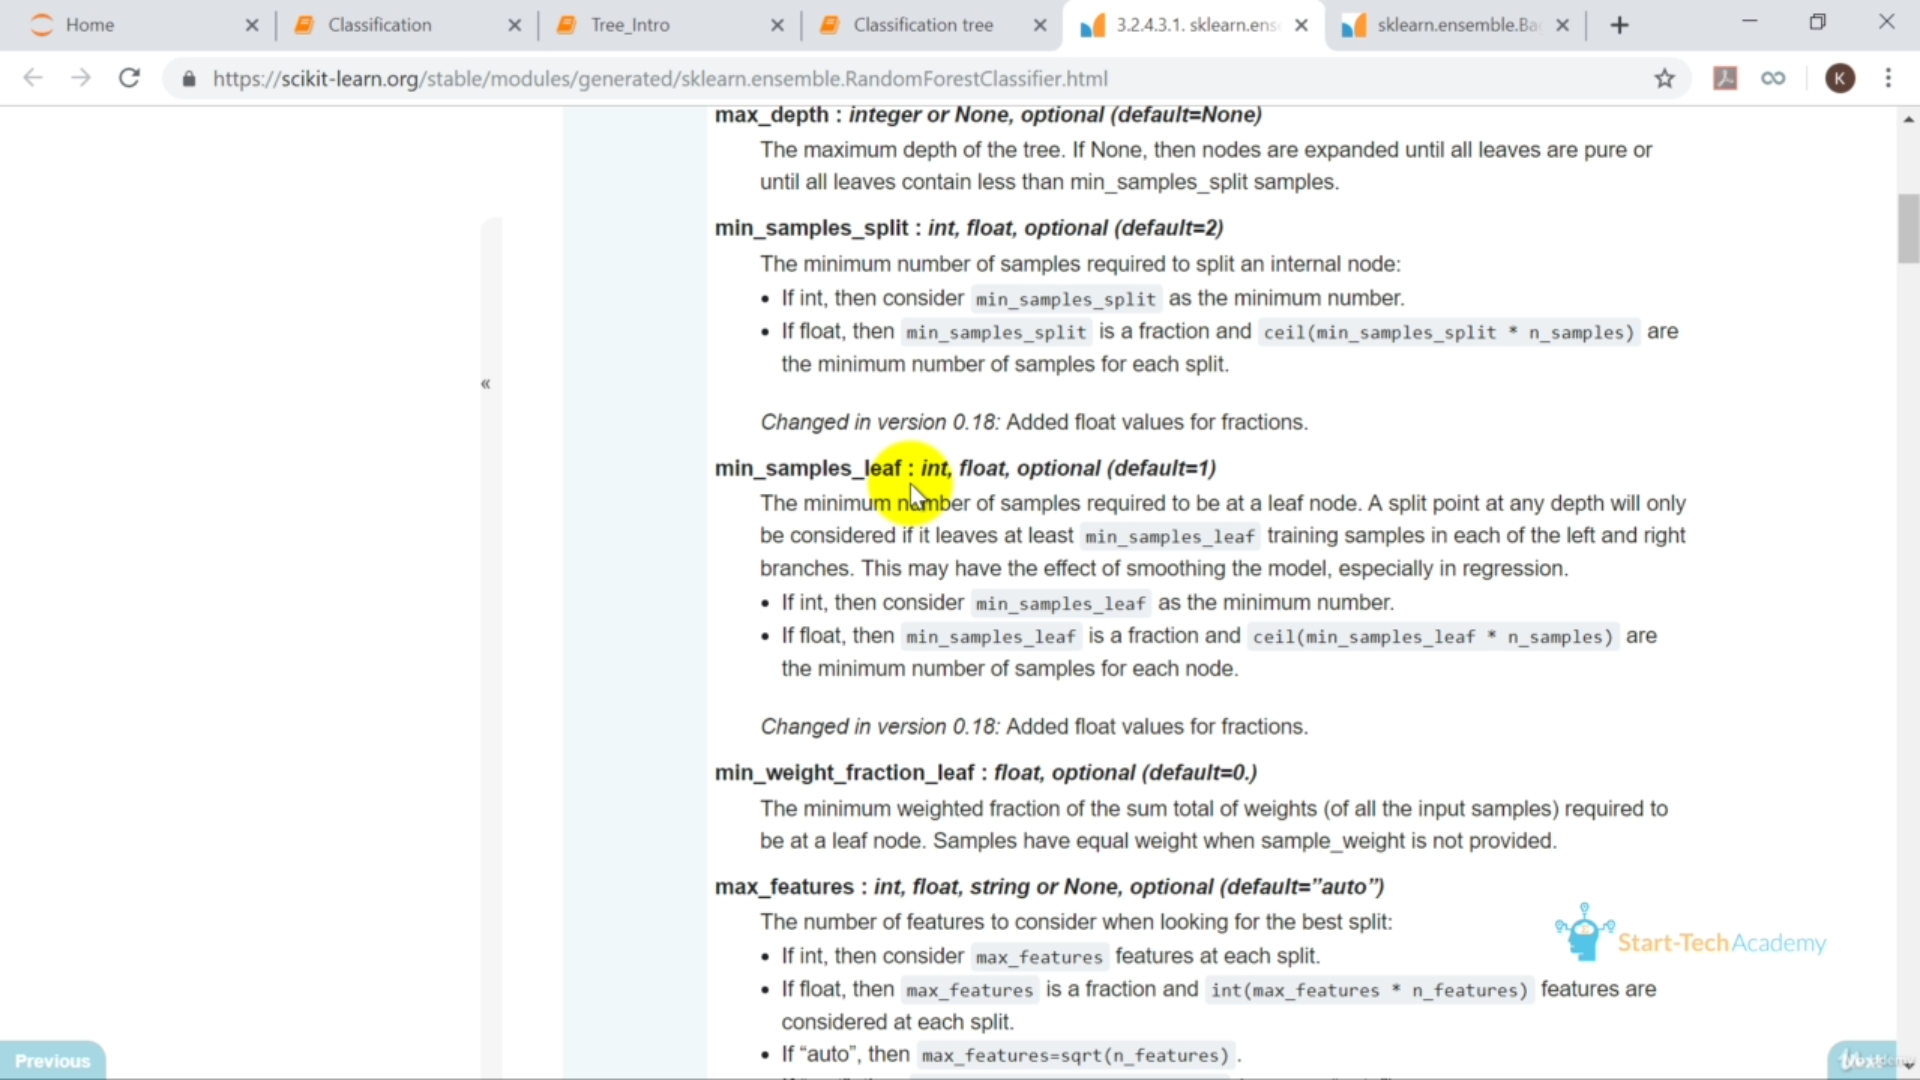 Home
Classification
Tree_Intro
Classification tree
3.2.4.3.1. sklearn.ens
sklearn.ensemble.Ba
https://scikit-learn.org/stable/modules/generated/sklearn.ensemble.RandomForestClassifier.html
K
max_depth : integer or None, optional (default=None)
The maximum depth of the tree. If None, then nodes are expanded until all leaves are pure or
until all leaves contain less than min_samples_split samples.
min_samples_split : int, float, optional (default=2)
The minimum number of samples required to split an internal node:
• If int, then consider min_samples_split as the minimum number.
• If float, then min_samples_split is a fraction and ceil(min_samples_split * n_samples) are
the minimum number of samples for each split.
«
Changed in version 0.18: Added float values for fractions.
min_samples_leaf : int, float, optional (default=1)
The minimum number of samples required to be at a leaf node. A split point at any depth will only
be considered if it leaves at least min_samples_leaf training samples in each of the left and right
branches. This may have the effect of smoothing the model, especially in regression.
• If int, then consider min_samples_leaf as the minimum number.
• If float, then min_samples_leaf is a fraction and ceil(min_samples_leaf * n_samples) are
the minimum number of samples for each node.
Changed in version 0.18: Added float values for fractions.
min_weight_fraction_leaf : float, optional (default=0.)
The minimum weighted fraction of the sum total of weights (of all the input samples) required to
be at a leaf node. Samples have equal weight when sample_weight is not provided.
max_features : int, float, string or None, optional (default=”auto”)
The number of features to consider when looking for the best split:
Start-TechAcademy
• If int, then consider max_features features at each split.
• If float, then max_features is a fraction and int(max_features * n_features) features are
considered at each split.
• If “auto”, then max_features=sqrt(n_features).
Previous